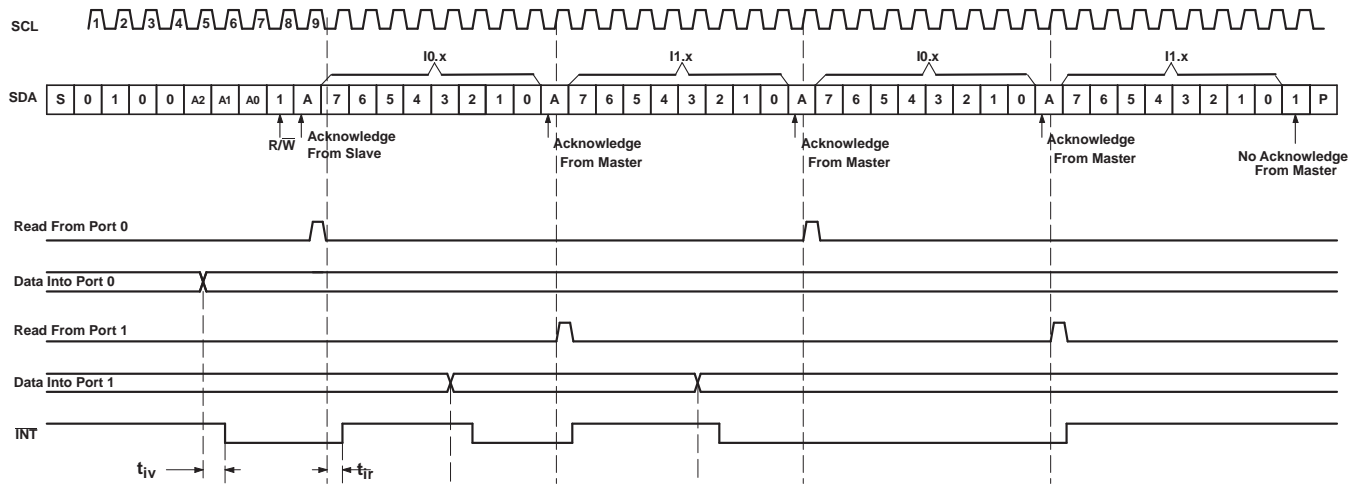 SCL 1 2 3 4 5 6 7 8 9
I0.x I1.x I0.x I1.x
SDA S 0 1 0 0 A2 A1 A0 1 A 7 6 5 4 3 2 1 0 A 7 6 5 4 3 2 1 0 A 7 6 5 4 3 2 1 0 A 7 6 5 4 3 2 1 0 1 P
R/W
Acknowledge
From Slave
Acknowledge
From Master
Acknowledge
From Master
Acknowledge
From Master
No Acknowledge
From Master
Read From Port 0
Data Into Port 0
Read From Port 1
Data Into Port 1
INT
tiv
tir